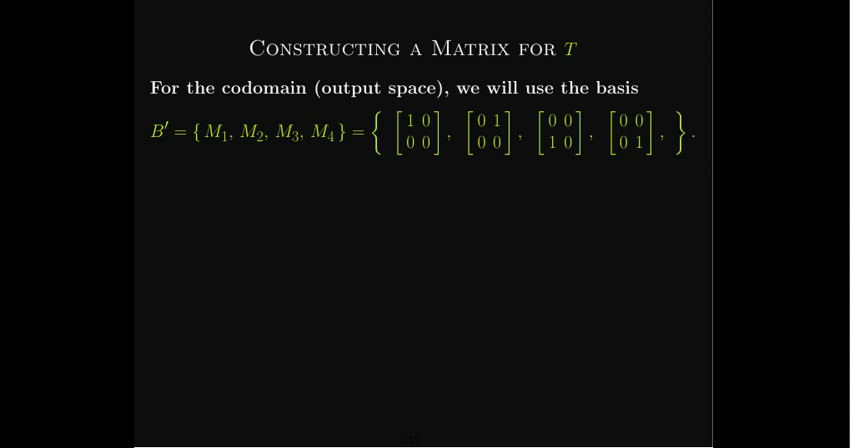 Constructing a Matrix for T
For the codomain (output space), we will use the basis
B′ = { M₁, M₂, M₃, M₄ } = { [1 0; 0 0], [0 1; 0 0], [0 0; 1 0], [0 0; 0 1], }.